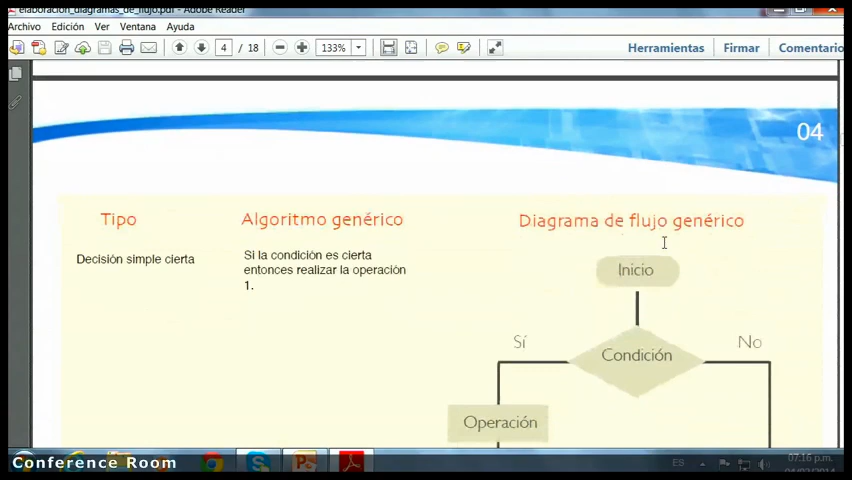 elaboración_diagramas_de_flujo.pdf - Adobe Reader
Archivo Edición Ver Ventana Ayuda
4 / 18 133% Herramientas Firmar Comentario
04
Tipo Algoritmo genérico Diagrama de flujo genérico
Decisión simple cierta
Si la condición es cierta
entonces realizar la operación
1.
Inicio
Sí No
Condición
Operación
Conference Room
ES 07:16 p.m.